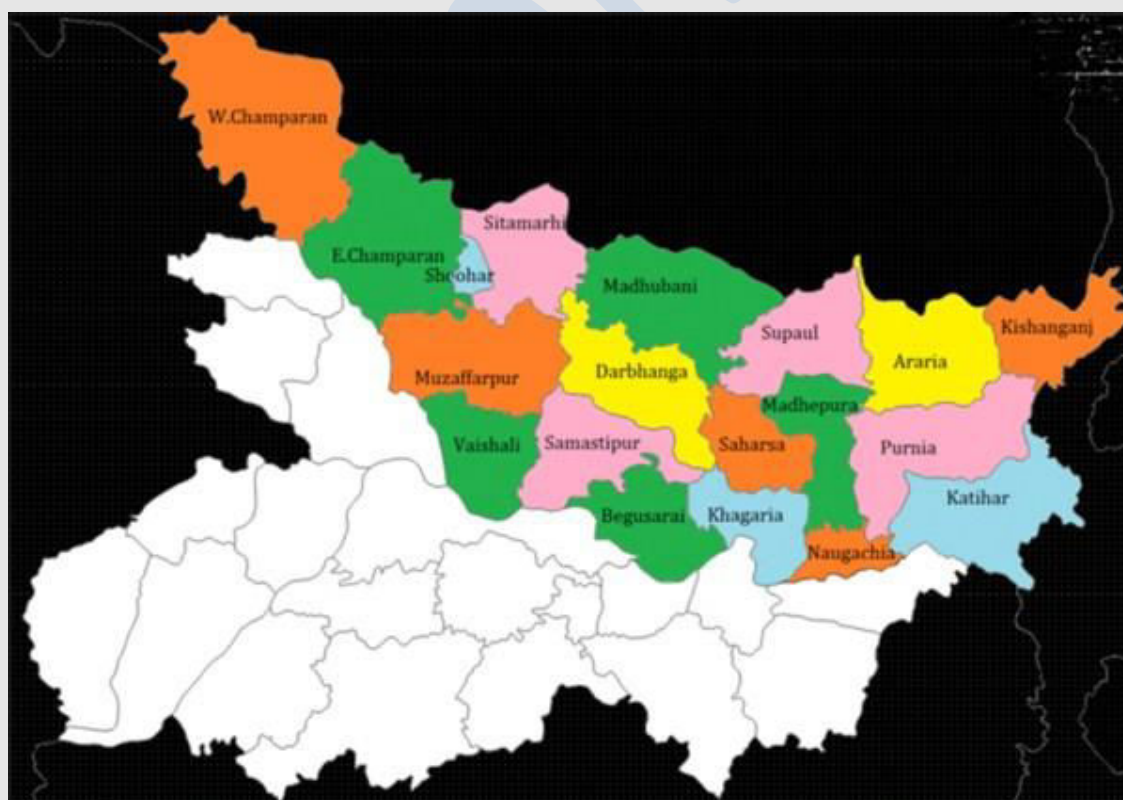 W.Champaran
Sitamarhi
E.Champaran
Sheohar
Madhubani
Supaul
Kishanganj
Araria
Darbhanga
Muzaffarpur
Madhepura
Vaishali
Samastipur
Saharsa
Purnia
Katihar
Begusarai
Khagaria
Naugachia